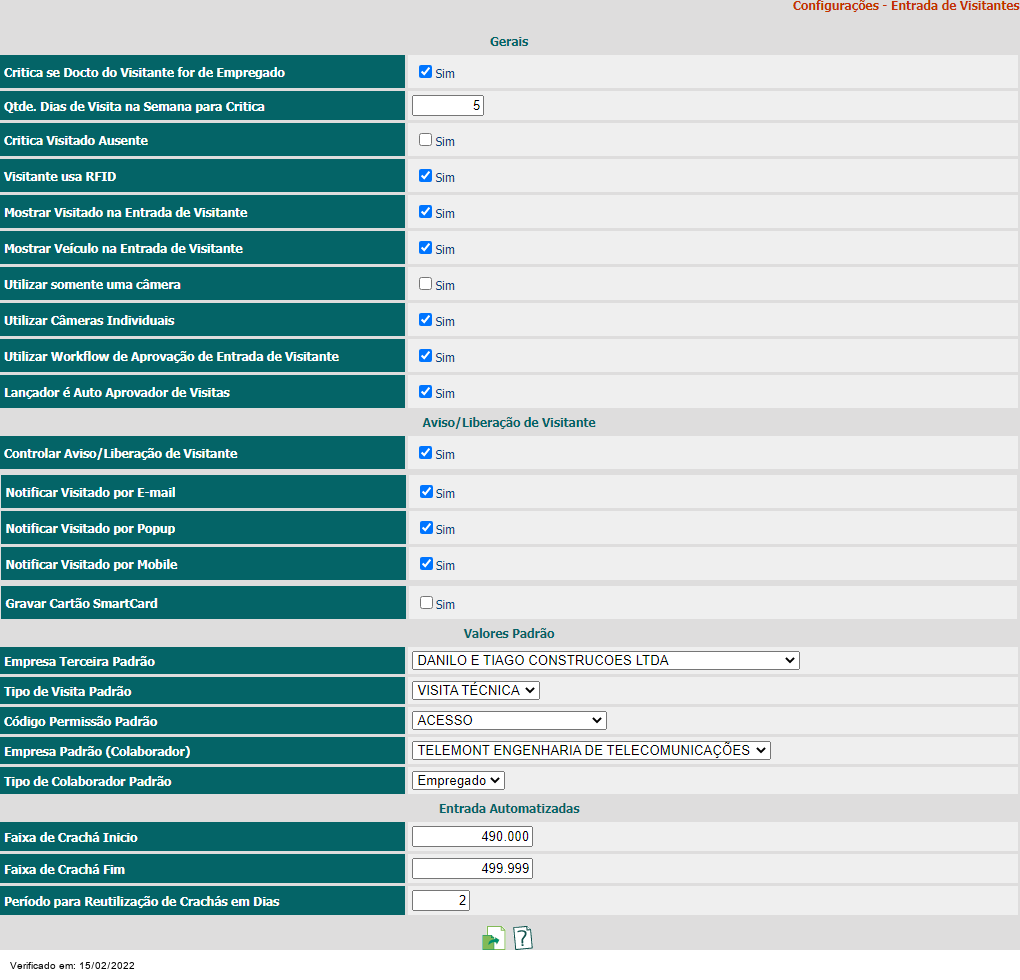 Configurações - Entrada de Visitantes
Gerais
Critica se Docto do Visitante for de Empregado Sim
Qtde. Dias de Visita na Semana para Critica 5
Critica Visitado Ausente Sim
Visitante usa RFID Sim
Mostrar Visitado na Entrada de Visitante Sim
Mostrar Veículo na Entrada de Visitante Sim
Utilizar somente uma câmera Sim
Utilizar Câmeras Individuais Sim
Utilizar Workflow de Aprovação de Entrada de Visitante Sim
Lançador é Auto Aprovador de Visitas Sim
Aviso/Liberação de Visitante
Controlar Aviso/Liberação de Visitante Sim
Notificar Visitado por E-mail Sim
Notificar Visitado por Popup Sim
Notificar Visitado por Mobile Sim
Gravar Cartão SmartCard Sim
Valores Padrão
Empresa Terceira Padrão DANILO E TIAGO CONSTRUCOES LTDA
Tipo de Visita Padrão VISITA TÉCNICA
Código Permissão Padrão ACESSO
Empresa Padrão (Colaborador) TELEMONT ENGENHARIA DE TELECOMUNICAÇÕES
Tipo de Colaborador Padrão Empregado
Entrada Automatizadas
Faixa de Crachá Inicio 490.000
Faixa de Crachá Fim 499.999
Período para Reutilização de Crachás em Dias 2
?
Verificado em: 15/02/2022